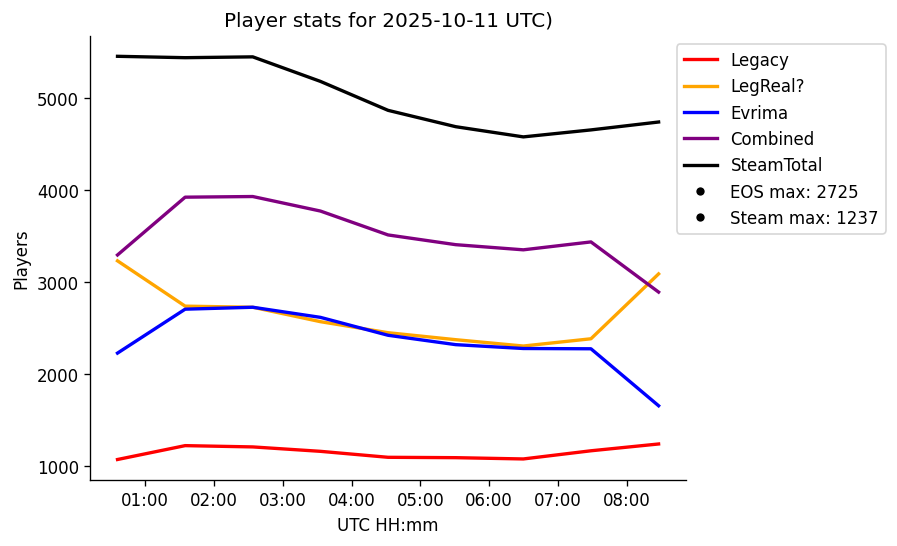 Player stats for 2025-10-11 UTC)
Legacy
LegReal?
Evrima
Combined
SteamTotal
EOS max: 2725
Steam max: 1237
Players
5000
4000
3000
2000
1000
01:00 02:00 03:00 04:00 05:00 06:00 07:00 08:00
UTC HH:mm